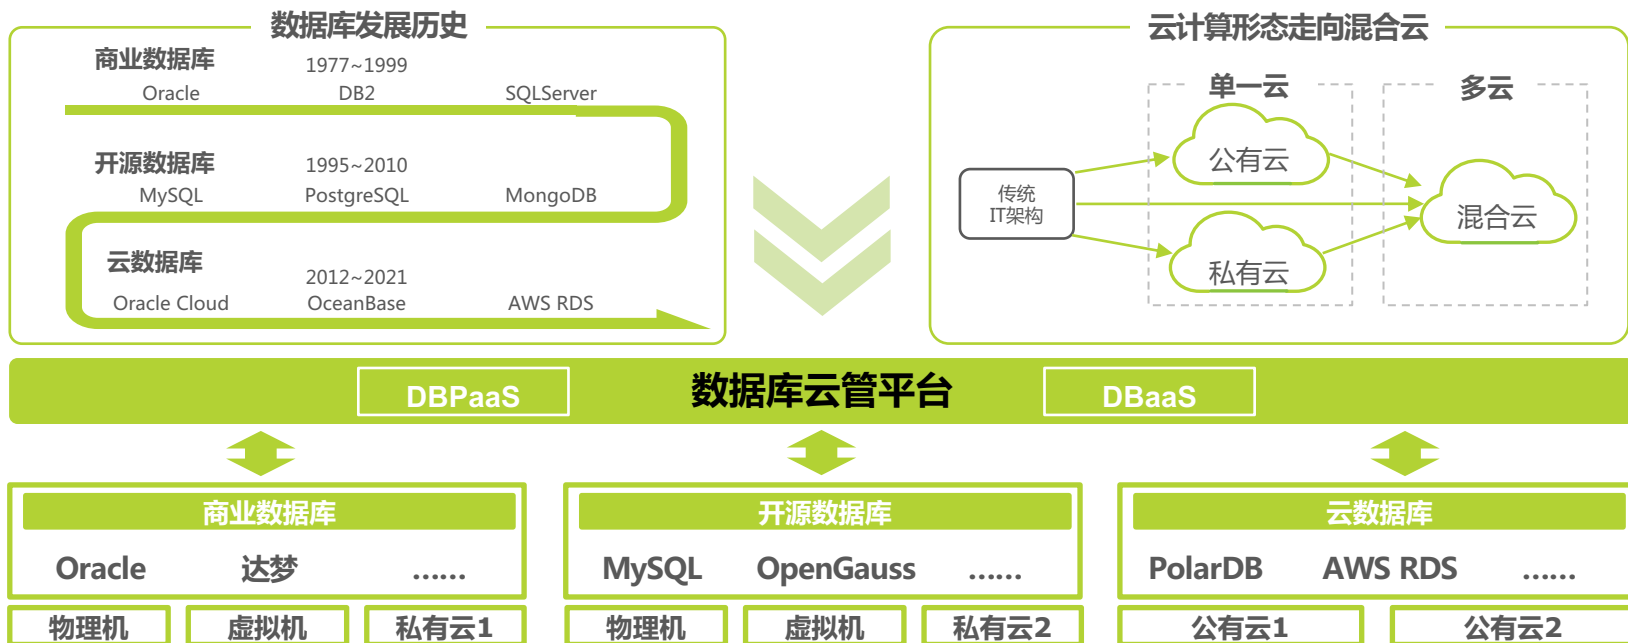 数据库发展历史
商业数据库
1977~1999
Oracle
DB2
SQLServer
开源数据库
1995~2010
MySQL
PostgreSQL
MongoDB
云数据库
2012~2021
Oracle Cloud
OceanBase
AWS RDS
云计算形态走向混合云
单一云
多云
公有云
传统
IT架构
混合云
私有云
DBPaaS
数据库云管平台
DBaaS
商业数据库
Oracle
达梦
......
物理机
虚拟机
私有云1
开源数据库
MySQL
OpenGauss
......
物理机
虚拟机
私有云2
云数据库
PolarDB
AWS RDS
......
公有云1
公有云2